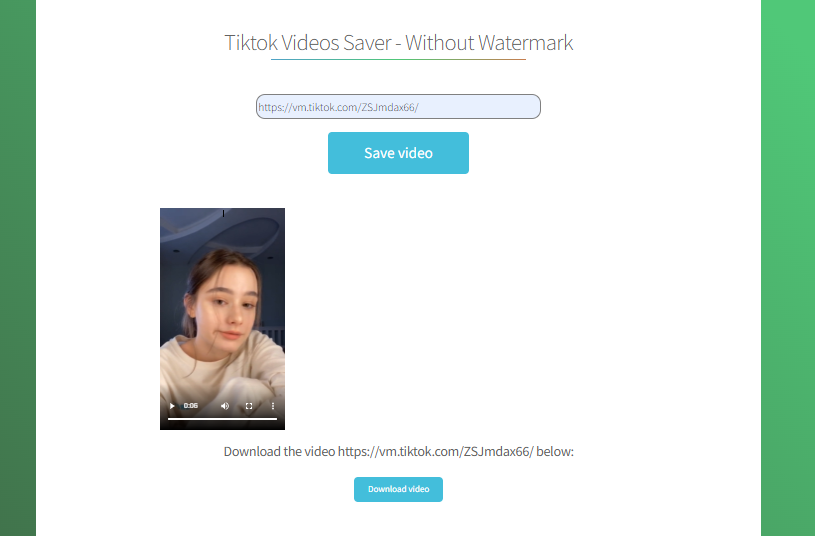 Tiktok Videos Saver - Without Watermark
https://vm.tiktok.com/ZSJmdax66/
Save video
0:06
Download the video https://vm.tiktok.com/ZSJmdax66/ below:
Download video